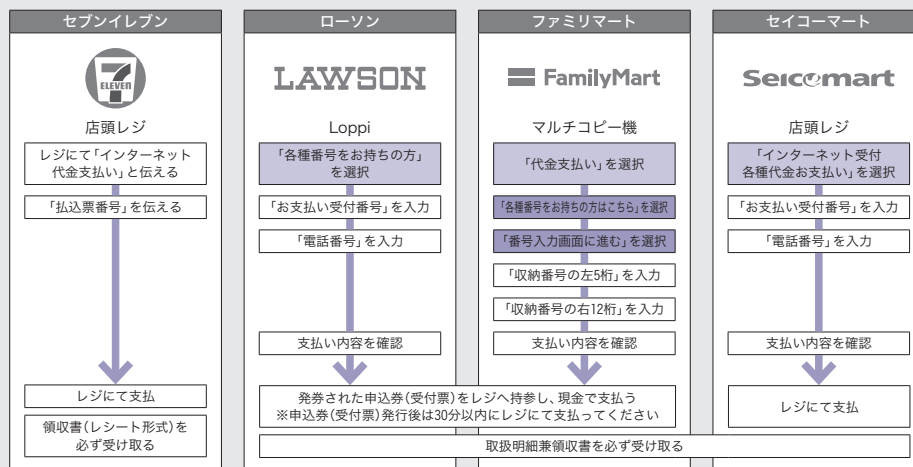 セブンイレブン
7
ELEVEN
店頭レジ
レジにて「インターネット
代金支払い」と伝える
「払込票番号」を伝える
レジにて支払
領収書(レシート形式)を
必ず受け取る
ローソン
LAWSON
Loppi
「各種番号をお持ちの方」
を選択
「お支払い受付番号」を入力
「電話番号」を入力
支払い内容を確認
ファミリマート
FamilyMart
マルチコピー機
「代金支払い」を選択
「各種番号をお持ちの方はこちら」を選択
「番号入力画面に進む」を選択
「収納番号の左5桁」を入力
「収納番号の右12桁」を入力
支払い内容を確認
発券された申込券(受付票)をレジへ持参し、現金で支払う
※申込券(受付票)発行後は30分以内にレジにて支払ってください
セイコーマート
Seicomart
店頭レジ
「インターネット受付
各種代金お支払い」を選択
「お支払い受付番号」を入力
「電話番号」を入力
支払い内容を確認
レジにて支払
取扱明細兼領収書を必ず受け取る